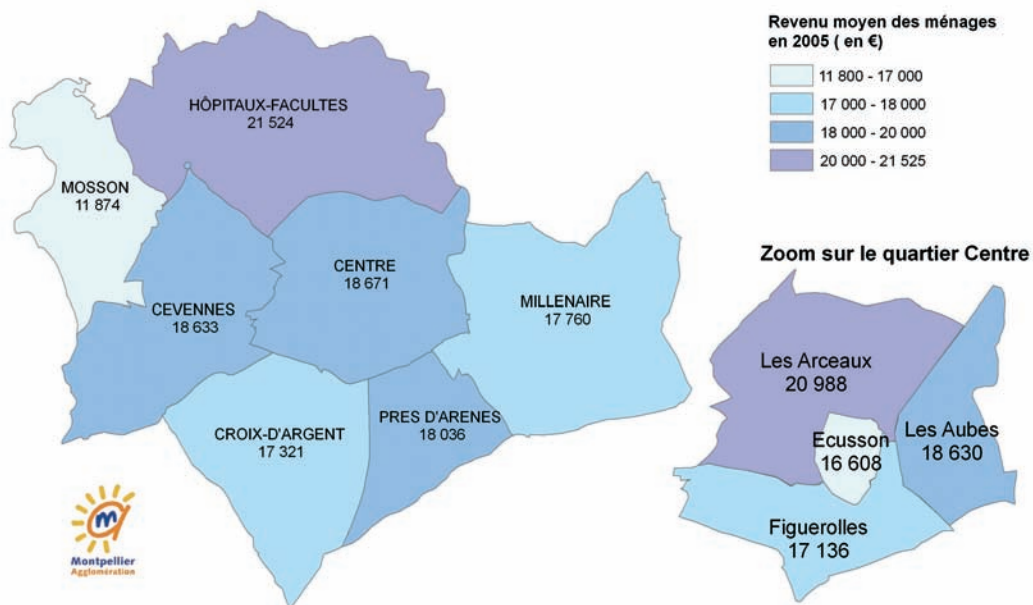 Revenu moyen des ménages
en 2005 ( en €)
11 800 - 17 000
17 000 - 18 000
18 000 - 20 000
20 000 - 21 525
HÔPITAUX-FACULTES
21 524
MOSSON
11 874
CENTRE
18 671
CEVENNES
18 633
MILLENAIRE
17 760
PRES D'ARENES
18 036
CROIX-D'ARGENT
17 321
Zoom sur le quartier Centre
Les Arceaux
20 988
Ecusson
16 608
Les Aubes
18 630
Figuerolles
17 136
m
Montpellier
Agglomération